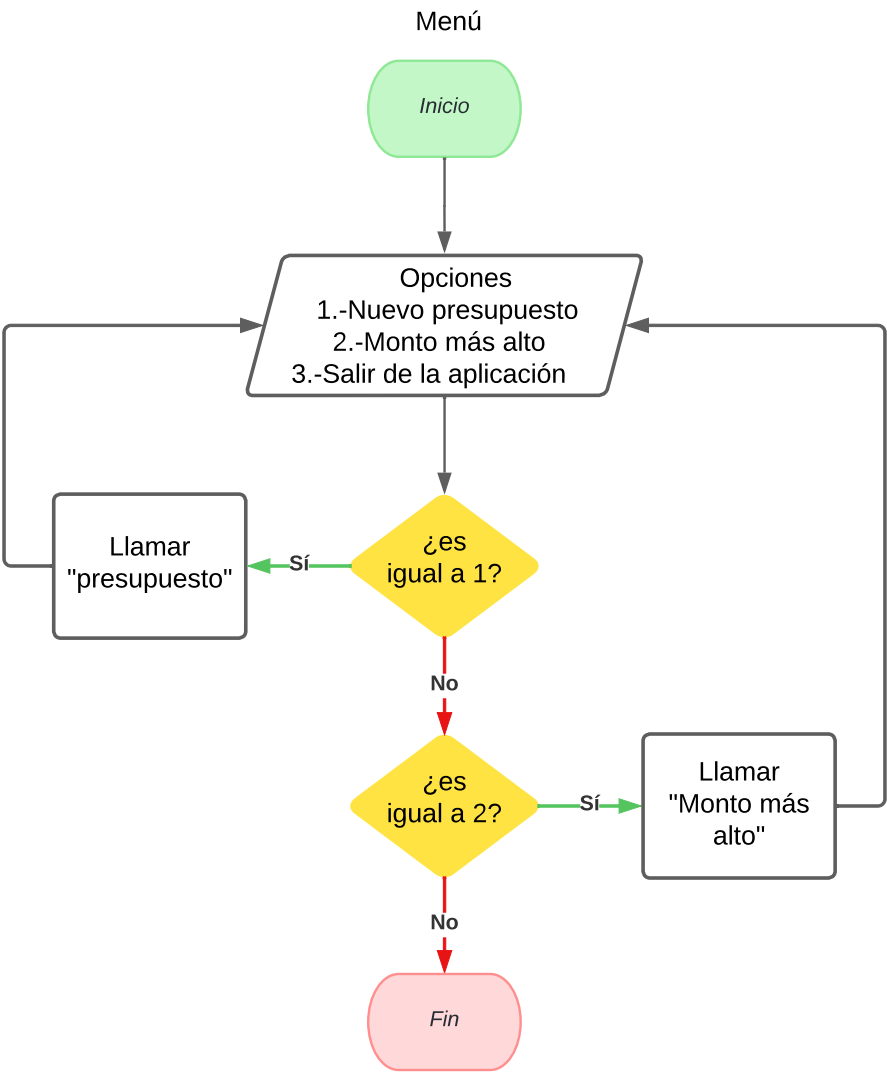 Menú
Inicio
Opciones
1.-Nuevo presupuesto
2.-Monto más alto
3.-Salir de la aplicación
¿es
igual a 1?
Sí
Llamar
"presupuesto"
No
¿es
igual a 2?
Sí
Llamar
"Monto más
alto"
No
Fin